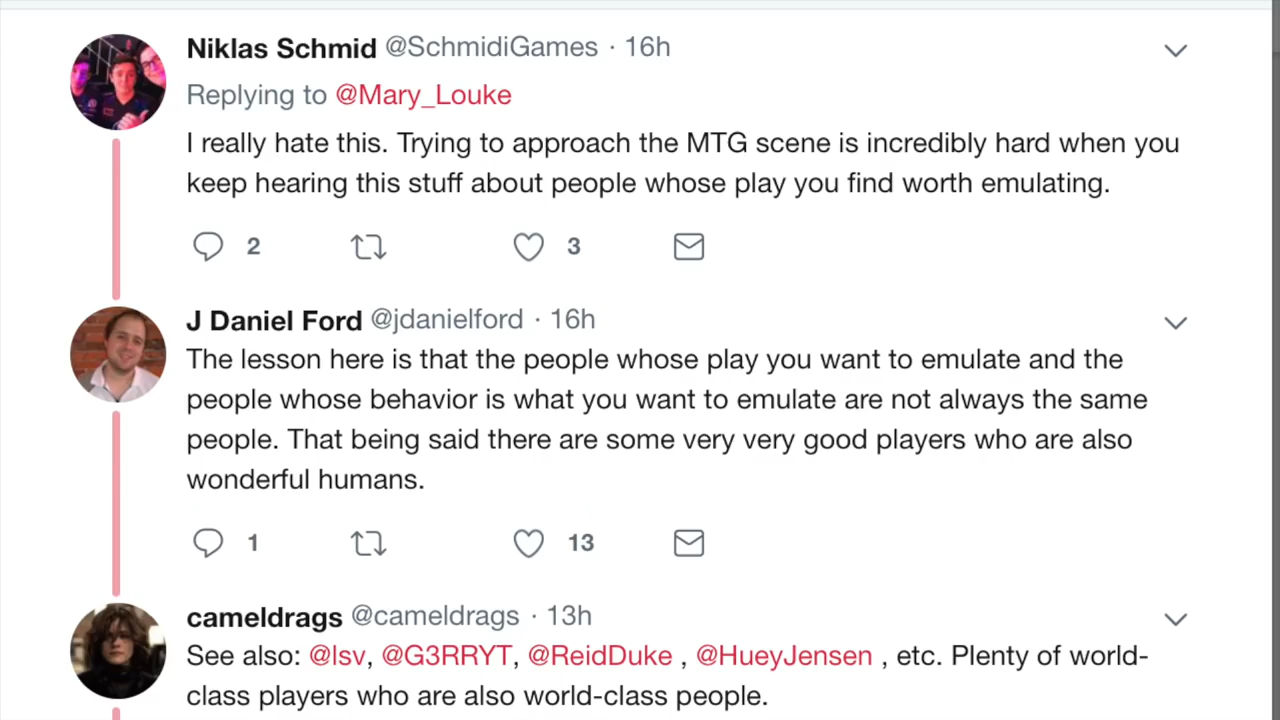 Niklas Schmid @SchmidiGames · 16h
Replying to @Mary_Louke
I really hate this. Trying to approach the MTG scene is incredibly hard when you
keep hearing this stuff about people whose play you find worth emulating.
2 3
J Daniel Ford @jdanielford · 16h
The lesson here is that the people whose play you want to emulate and the
people whose behavior is what you want to emulate are not always the same
people. That being said there are some very very good players who are also
wonderful humans.
1 13
cameldrags @cameldrags · 13h
See also: @lsv, @G3RRYT, @ReidDuke , @HueyJensen , etc. Plenty of world-
class players who are also world-class people.